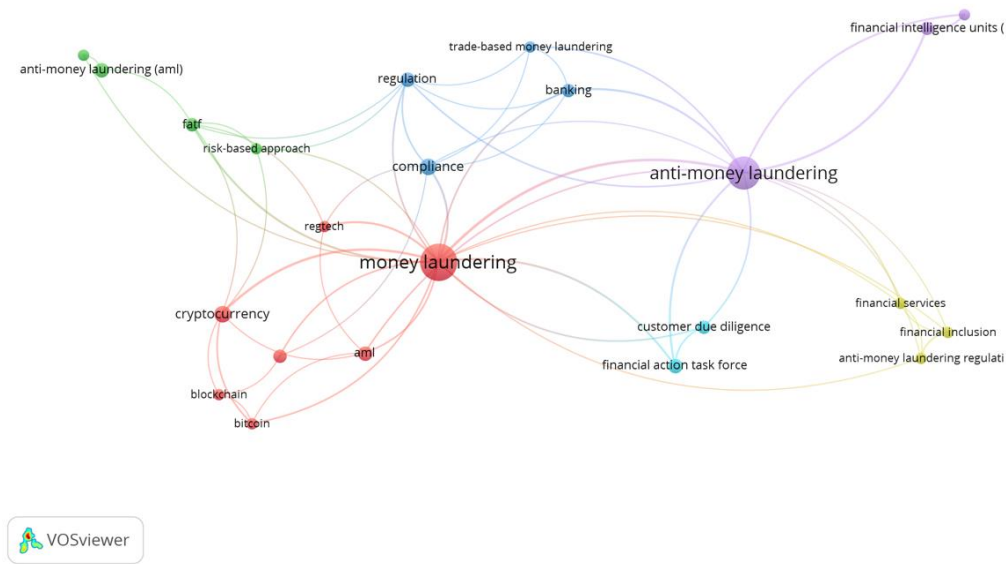 financial intelligence units (
trade-based money laundering
anti-money laundering (aml)
regulation
banking
fatf
risk-based approach
compliance
anti-money laundering
regtech
money laundering
financial services
cryptocurrency
customer due diligence
financial inclusion
aml
anti-money laundering regulati
financial action task force
blockchain
bitcoin
VOSviewer